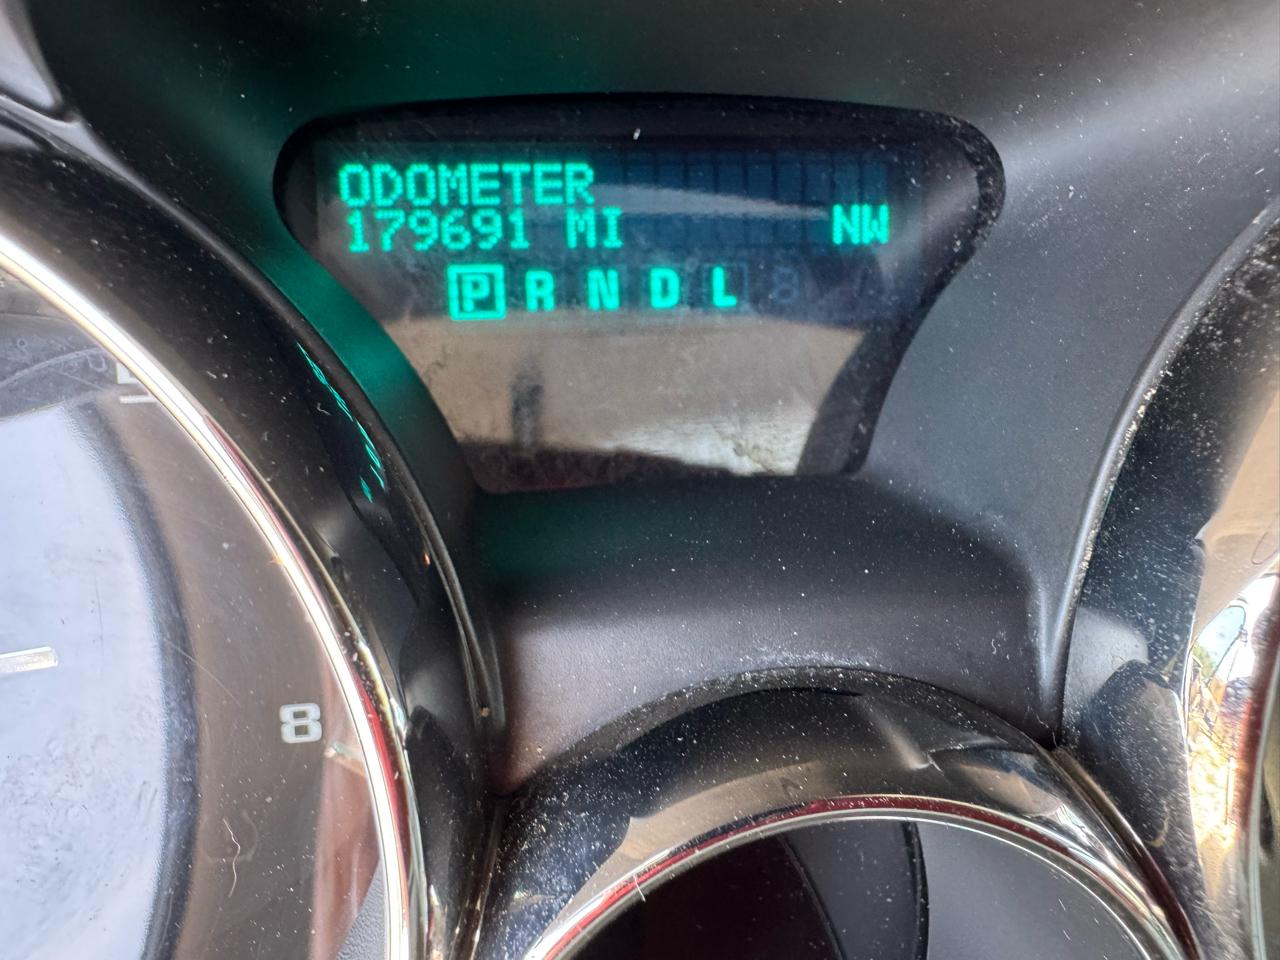 ODOMETER
179691 MI NW
P R N D L
8